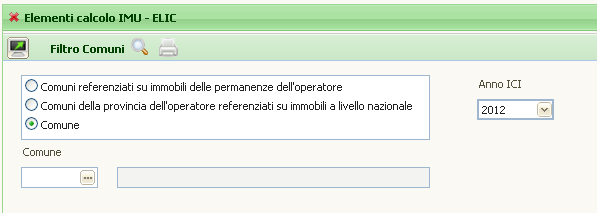 Elementi calcolo IMU - ELIC
Filtro Comuni
Comuni referenziati su immobili delle permanenze dell'operatore
Comuni della provincia dell'operatore referenziati su immobili a livello nazionale
Comune
Anno ICI
2012
Comune
...